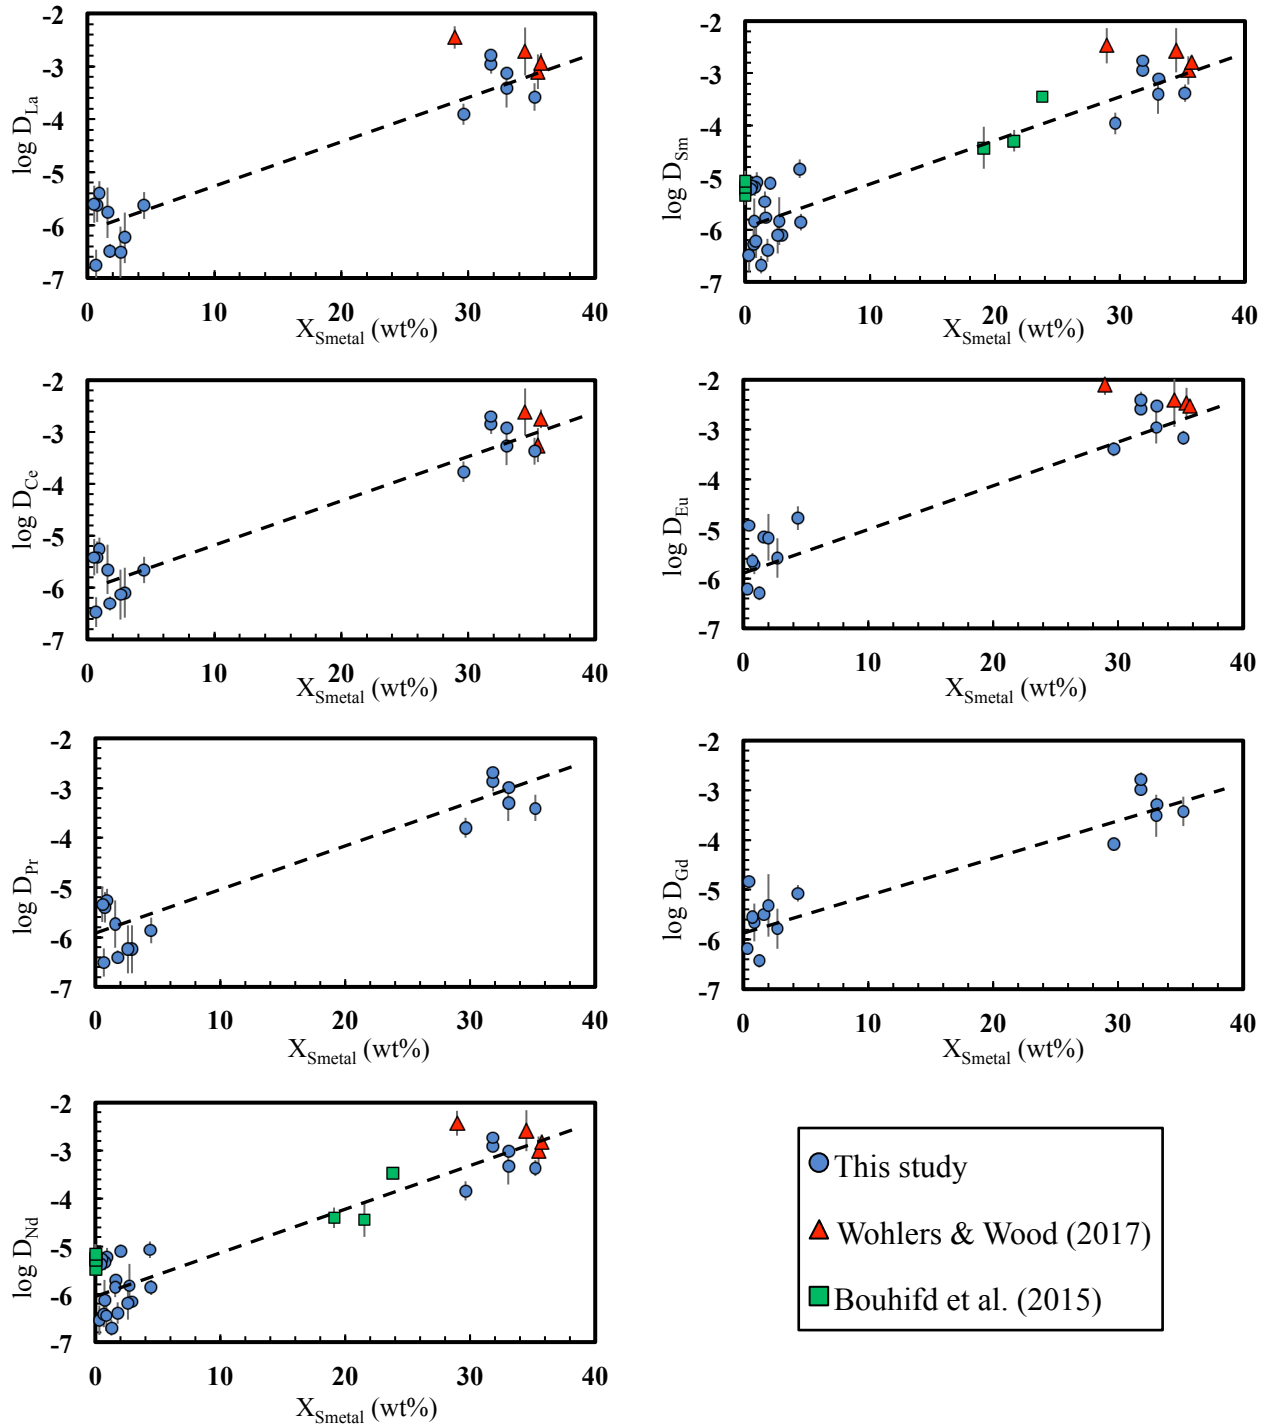 -2
-3
-4
-5
-6
-7
log D_La
0 10 20 30 40
X_Smetal (wt%)
-2
-3
-4
-5
-6
-7
log D_Sm
0 10 20 30 40
X_Smetal (wt%)
-2
-3
-4
-5
-6
-7
log D_Ce
0 10 20 30 40
X_Smetal (wt%)
-2
-3
-4
-5
-6
-7
log D_Eu
0 10 20 30 40
X_Smetal (wt%)
-2
-3
-4
-5
-6
-7
log D_Pr
0 10 20 30 40
X_Smetal (wt%)
-2
-3
-4
-5
-6
-7
log D_Gd
0 10 20 30 40
X_Smetal (wt%)
-2
-3
-4
-5
-6
-7
log D_Nd
0 10 20 30 40
X_Smetal (wt%)
This study
Wohlers & Wood (2017)
Bouhifd et al. (2015)